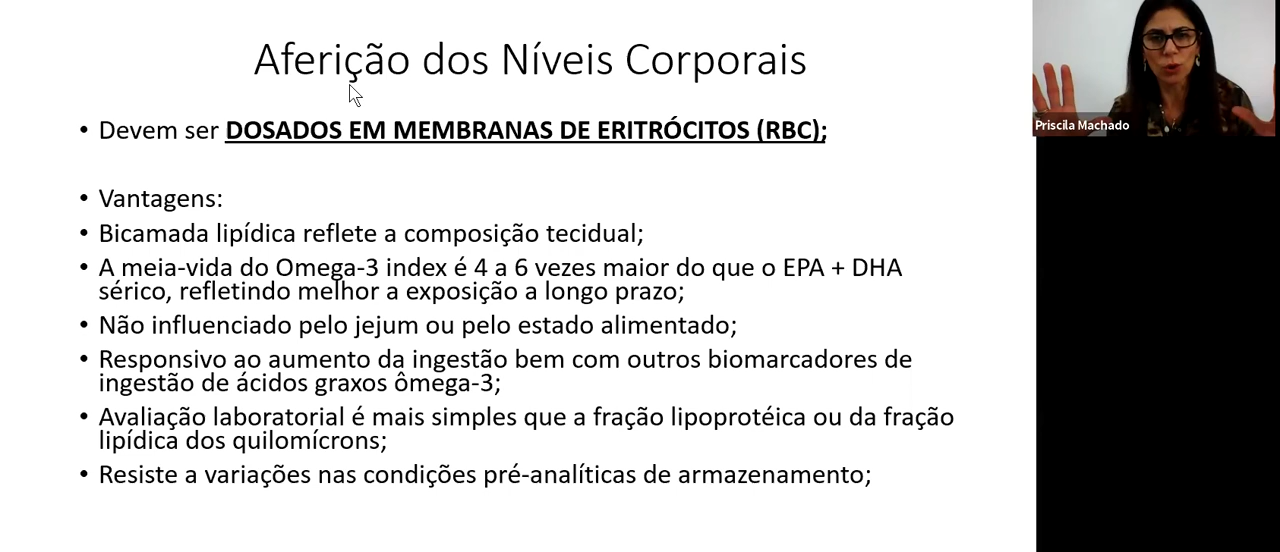 Aferição dos Níveis Corporais
• Devem ser DOSADOS EM MEMBRANAS DE ERITRÓCITOS (RBC);
• Vantagens:
• Bicamada lipídica reflete a composição tecidual;
• A meia-vida do Omega-3 index é 4 a 6 vezes maior do que o EPA + DHA
sérico, refletindo melhor a exposição a longo prazo;
• Não influenciado pelo jejum ou pelo estado alimentado;
• Responsivo ao aumento da ingestão bem com outros biomarcadores de
ingestão de ácidos graxos ômega-3;
• Avaliação laboratorial é mais simples que a fração lipoprotéica ou da fração
lipídica dos quilomícrons;
• Resiste a variações nas condições pré-analíticas de armazenamento;
Priscila Machado